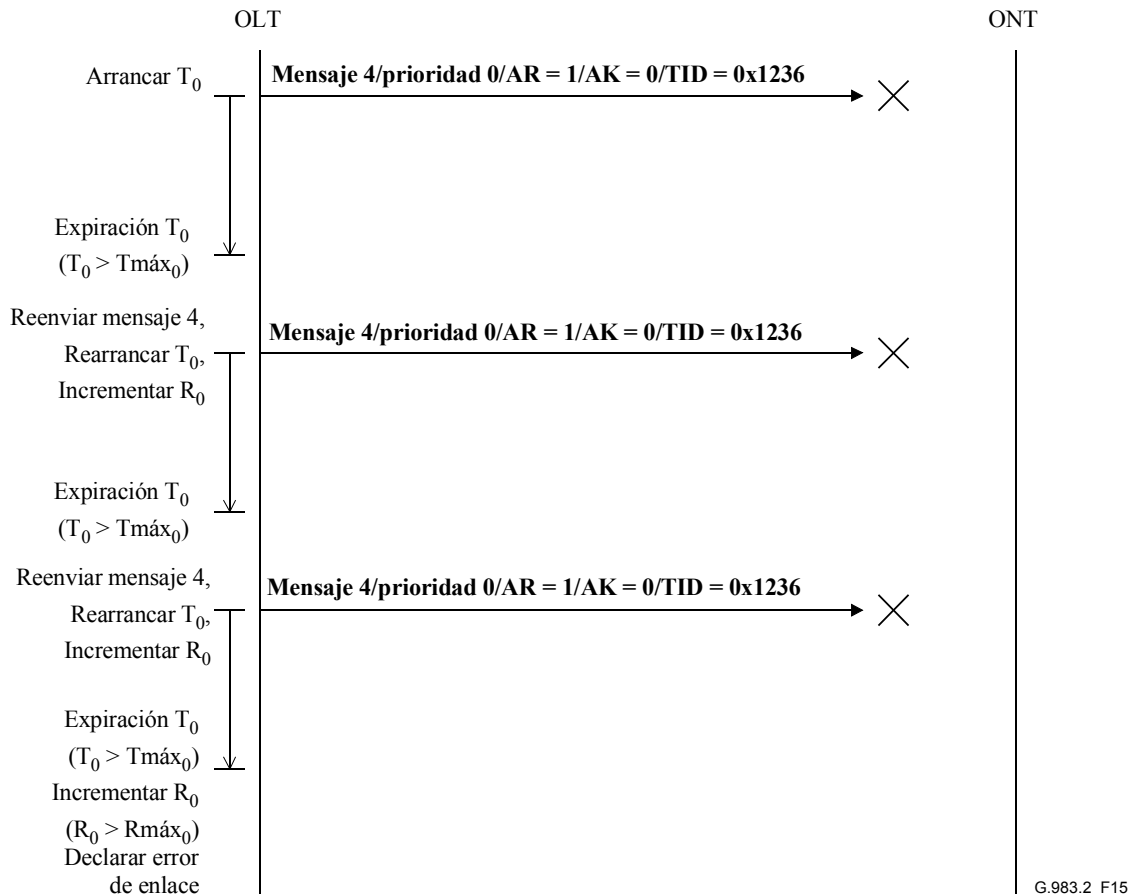 OLT
ONT
Arrancar T0
Mensaje 4/prioridad 0/AR = 1/AK = 0/TID = 0x1236
Expiración T0
(T0 > Tmáx0)
Reenviar mensaje 4,
Rearrancar T0,
Incrementar R0
Mensaje 4/prioridad 0/AR = 1/AK = 0/TID = 0x1236
Expiración T0
(T0 > Tmáx0)
Reenviar mensaje 4,
Rearrancar T0,
Incrementar R0
Mensaje 4/prioridad 0/AR = 1/AK = 0/TID = 0x1236
Expiración T0
(T0 > Tmáx0)
Incrementar R0
(R0 > Rmáx0)
Declarar error
de enlace
G.983.2_F15